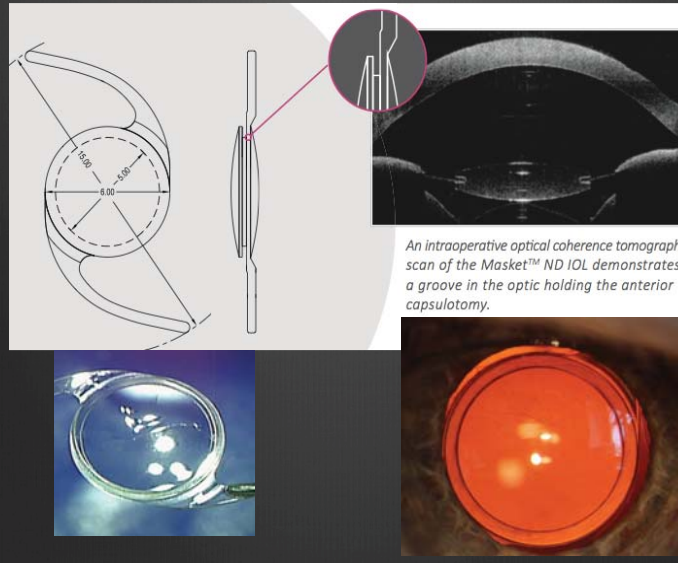 15.00
5.00
6.00
An intraoperative optical coherence tomograph
scan of the Masket™ ND IOL demonstrates
a groove in the optic holding the anterior
capsulotomy.